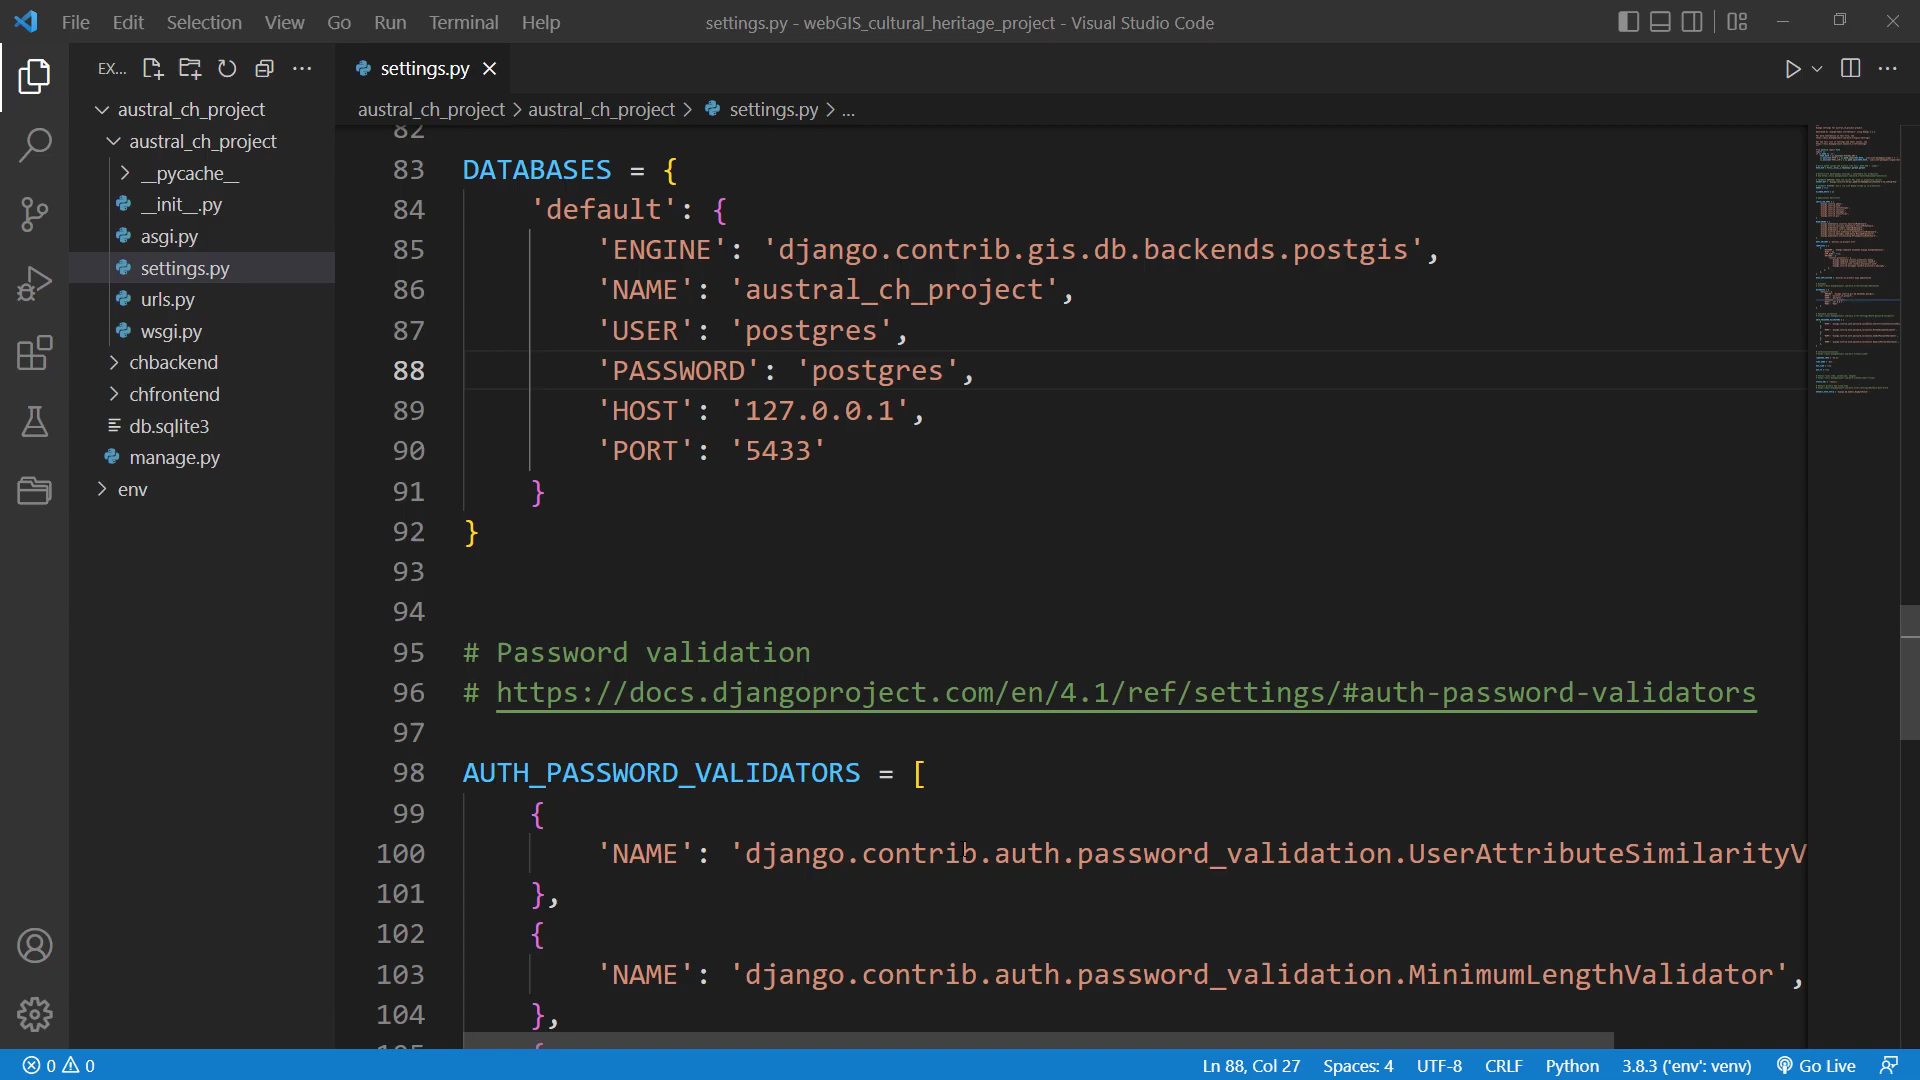 File Edit Selection View Go Run Terminal Help
settings.py - webGIS_cultural_heritage_project - Visual Studio Code
EX...
settings.py
austral_ch_project
austral_ch_project
__pycache__
__init__.py
asgi.py
settings.py
urls.py
wsgi.py
chbackend
chfrontend
db.sqlite3
manage.py
env
austral_ch_project > austral_ch_project > settings.py > ...
82
83 DATABASES = {
84 'default': {
85 'ENGINE': 'django.contrib.gis.db.backends.postgis',
86 'NAME': 'austral_ch_project',
87 'USER': 'postgres',
88 'PASSWORD': 'postgres',
89 'HOST': '127.0.0.1',
90 'PORT': '5433'
91 }
92 }
93
94
95 # Password validation
96 # https://docs.djangoproject.com/en/4.1/ref/settings/#auth-password-validators
97
98 AUTH_PASSWORD_VALIDATORS = [
99 {
100 'NAME': 'django.contrib.auth.password_validation.UserAttributeSimilarityV
101 },
102 {
103 'NAME': 'django.contrib.auth.password_validation.MinimumLengthValidator',
104 },
105 {
0 0
Ln 88, Col 27 Spaces: 4 UTF-8 CRLF Python 3.8.3 ('env': venv) Go Live